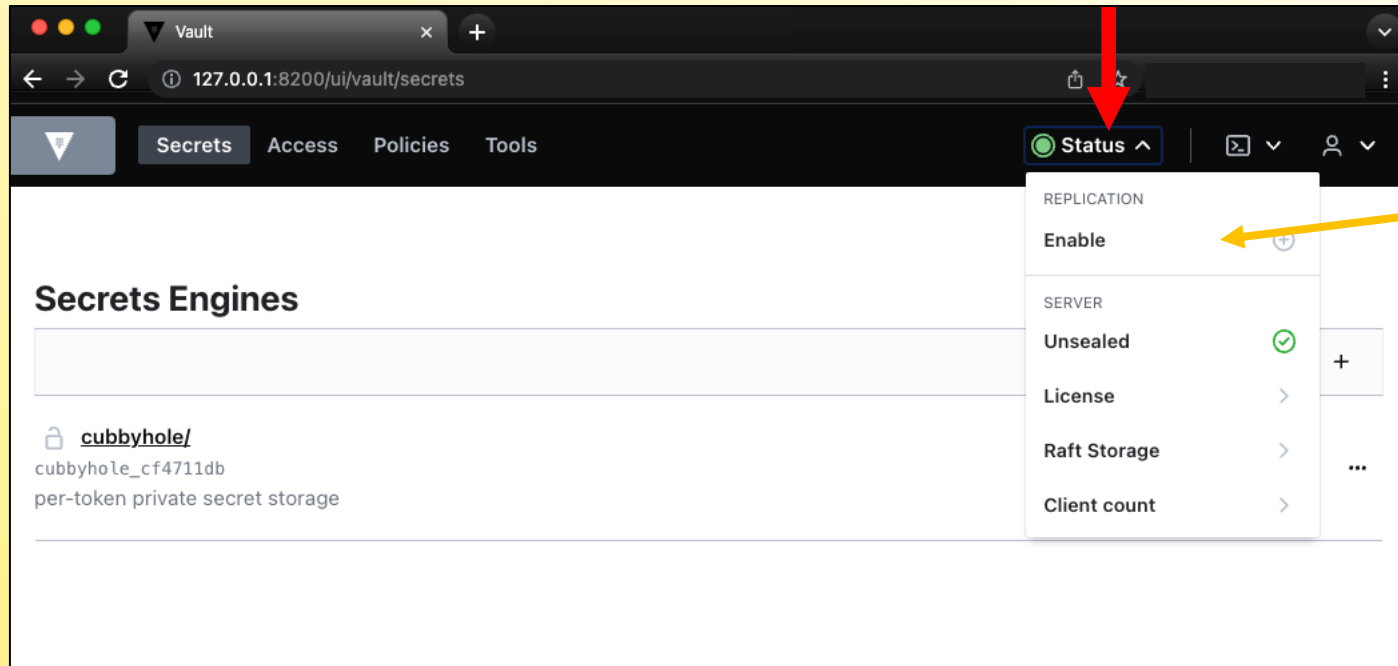 Vault
127.0.0.1:8200/ui/vault/secrets
Secrets Access Policies Tools Status
REPLICATION
Enable
Secrets Engines
SERVER
Unsealed
License
cubbyhole/
cubbyhole_cf4711db
Raft Storage
per-token private secret storage
Client count